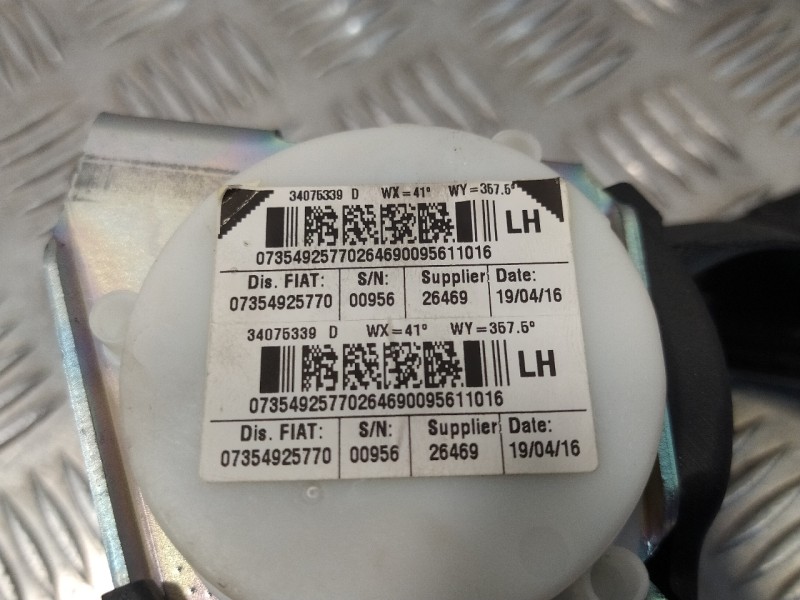 34075339 D WX=41° WY=357.5°
LH
07354925770264690095611016
Dis. FIAT: S/N: Supplier Date:
07354925770 00956 26469 19/04/16
34075339 D WX=41° WY=357.5°
LH
07354925770264690095611016
Dis. FIAT: S/N: Supplier Date:
07354925770 00956 26469 19/04/16